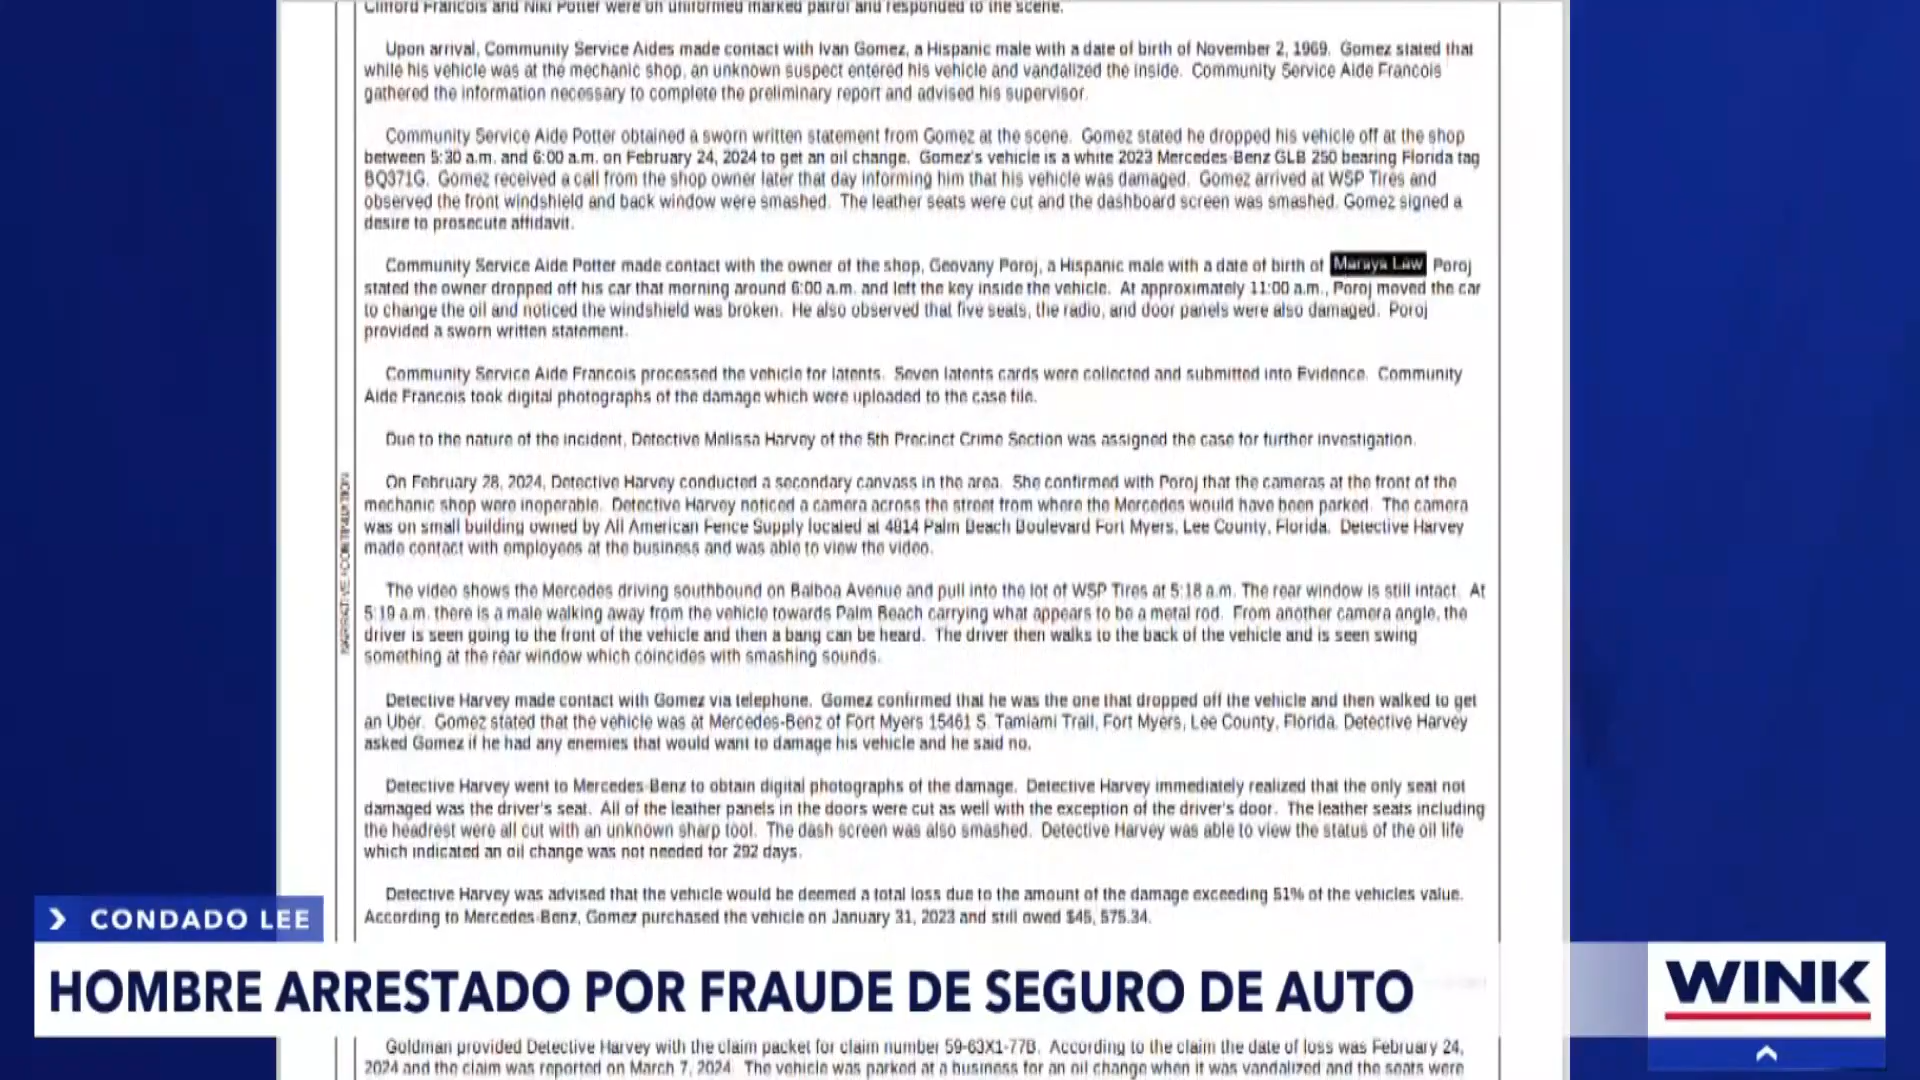 Clifford Francois and Niki Potter were on uniformed marked patrol and responded to the scene.
Upon arrival, Community Service Aides made contact with Ivan Gomez, a Hispanic male with a date of birth of November 2, 1969. Gomez stated that
while his vehicle was at the mechanic shop, an unknown suspect entered his vehicle and vandalized the inside. Community Service Aide Francois
gathered the information necessary to complete the preliminary report and advised his supervisor.
Community Service Aide Potter obtained a sworn written statement from Gomez at the scene. Gomez stated he dropped his vehicle off at the shop
between 5:30 a.m. and 6:00 a.m. on February 24, 2024 to get an oil change. Gomez's vehicle is a white 2023 Mercedes-Benz GLB 250 bearing Florida tag
BQ371G. Gomez received a call from the shop owner later that day informing him that his vehicle was damaged. Gomez arrived at WSP Tires and
observed the front windshield and back window were smashed. The leather seats were cut and the dashboard screen was smashed. Gomez signed a
desire to prosecute affidavit.
Community Service Aide Potter made contact with the owner of the shop, Geovany Poroj, a Hispanic male with a date of birth of Marsys Law Poroj
stated the owner dropped off his car that morning around 6:00 a.m. and left the key inside the vehicle. At approximately 11:00 a.m., Poroj moved the car
to change the oil and noticed the windshield was broken. He also observed that five seats, the radio, and door panels were also damaged. Poroj
provided a sworn written statement.
Community Service Aide Francois processed the vehicle for latents. Seven latents cards were collected and submitted into Evidence. Community
Aide Francois took digital photographs of the damage which were uploaded to the case file.
Due to the nature of the incident, Detective Melissa Harvey of the 5th Precinct Crime Section was assigned the case for further investigation.
On February 28, 2024, Detective Harvey conducted a secondary canvass in the area. She confirmed with Poroj that the cameras at the front of the
mechanic shop were inoperable. Detective Harvey noticed a camera across the street from where the Mercedes would have been parked. The camera
was on small building owned by All American Fence Supply located at 4814 Palm Beach Boulevard Fort Myers, Lee County, Florida. Detective Harvey
made contact with employees at the business and was able to view the video.
The video shows the Mercedes driving southbound on Balboa Avenue and pull into the lot of WSP Tires at 5:18 a.m. The rear window is still intact. At
5:19 a.m. there is a male walking away from the vehicle towards Palm Beach carrying what appears to be a metal rod. From another camera angle, the
driver is seen going to the front of the vehicle and then a bang can be heard. The driver then walks to the back of the vehicle and is seen swing
something at the rear window which coincides with smashing sounds.
Detective Harvey made contact with Gomez via telephone. Gomez confirmed that he was the one that dropped off the vehicle and then walked to get
an Uber. Gomez stated that the vehicle was at Mercedes-Benz of Fort Myers 15461 S. Tamiami Trail, Fort Myers, Lee County, Florida. Detective Harvey
asked Gomez if he had any enemies that would want to damage his vehicle and he said no.
Detective Harvey went to Mercedes-Benz to obtain digital photographs of the damage. Detective Harvey immediately realized that the only seat not
damaged was the driver's seat. All of the leather panels in the doors were cut as well with the exception of the driver's door. The leather seats including
the headrest were all cut with an unknown sharp tool. The dash screen was also smashed. Detective Harvey was able to view the status of the oil life
which indicated an oil change was not needed for 292 days.
Detective Harvey was advised that the vehicle would be deemed a total loss due to the amount of the damage exceeding 51% of the vehicles value.
According to Mercedes-Benz, Gomez purchased the vehicle on January 31, 2023 and still owed $45, 575.34.
NARRATIVE CONTINUATION
CONDADO LEE
HOMBRE ARRESTADO POR FRAUDE DE SEGURO DE AUTO
WINK
Goldman provided Detective Harvey with the claim packet for claim number 59-63X1-77B. According to the claim the date of loss was February 24,
2024 and the claim was reported on March 7, 2024. The vehicle was parked at a business for an oil change when it was vandalized and the seats were